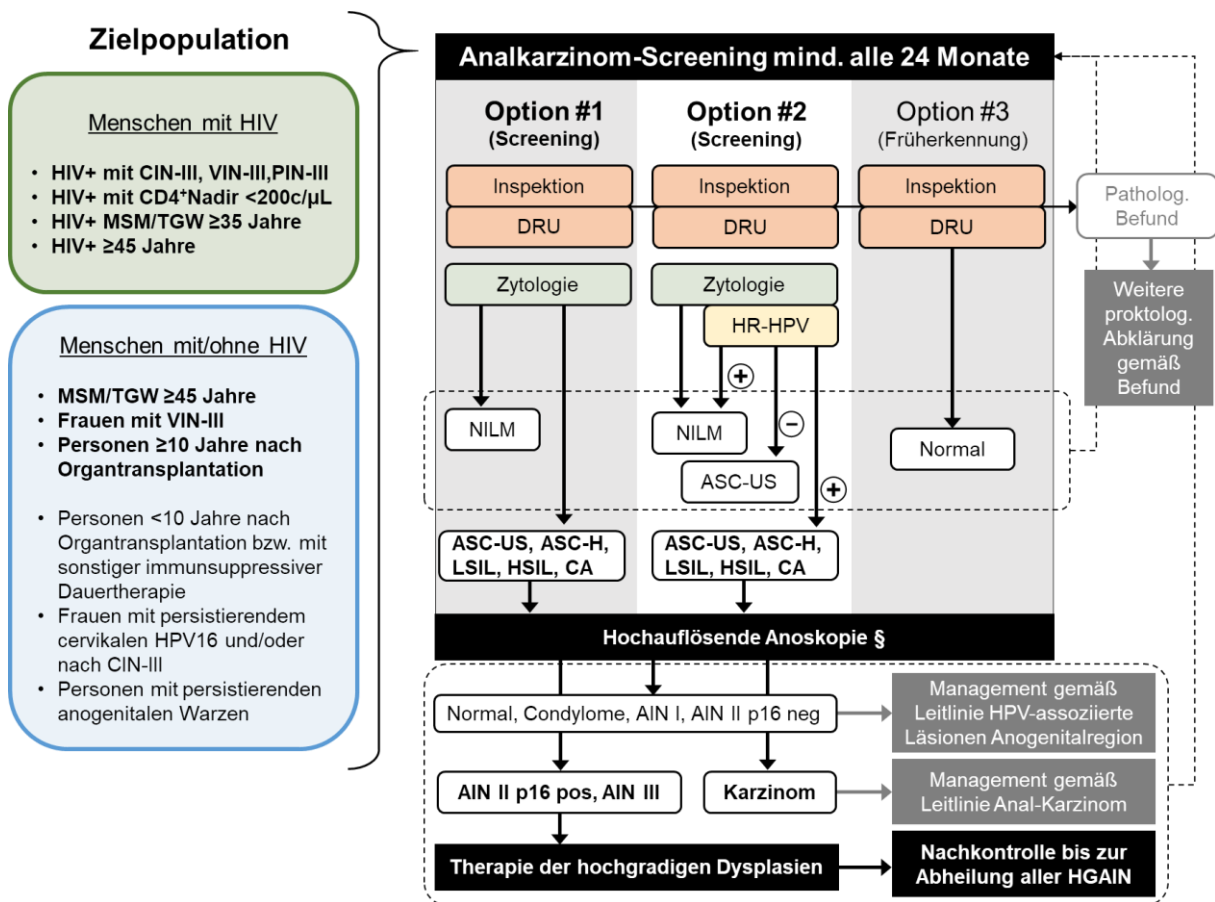 Zielpopulation
Menschen mit HIV
• HIV+ mit CIN-III, VIN-III,PIN-III
• HIV+ mit CD4⁺Nadir <200c/µL
• HIV+ MSM/TGW ≥35 Jahre
• HIV+ ≥45 Jahre
Menschen mit/ohne HIV
• MSM/TGW ≥45 Jahre
• Frauen mit VIN-III
• Personen ≥10 Jahre nach
Organtransplantation
• Personen <10 Jahre nach
Organtransplantation bzw. mit
sonstiger immunsuppressiver
Dauertherapie
• Frauen mit persistierendem
cervikalen HPV16 und/oder
nach CIN-III
• Personen mit persistierenden
anogenitalen Warzen
Analkarzinom-Screening mind. alle 24 Monate
Option #1
(Screening)
Inspektion
DRU
Zytologie
NILM
ASC-US, ASC-H,
LSIL, HSIL, CA
Option #2
(Screening)
Inspektion
DRU
Zytologie
HR-HPV
+
–
NILM
ASC-US
+
ASC-US, ASC-H,
LSIL, HSIL, CA
Option #3
(Früherkennung)
Inspektion
DRU
Normal
Patholog.
Befund
Weitere
proktolog.
Abklärung
gemäß
Befund
Hochauflösende Anoskopie §
Normal, Condylome, AIN I, AIN II p16 neg
Management gemäß
Leitlinie HPV-assoziierte
Läsionen Anogenitalregion
AIN II p16 pos, AIN III
Karzinom
Management gemäß
Leitlinie Anal-Karzinom
Therapie der hochgradigen Dysplasien
Nachkontrolle bis zur
Abheilung aller HGAIN